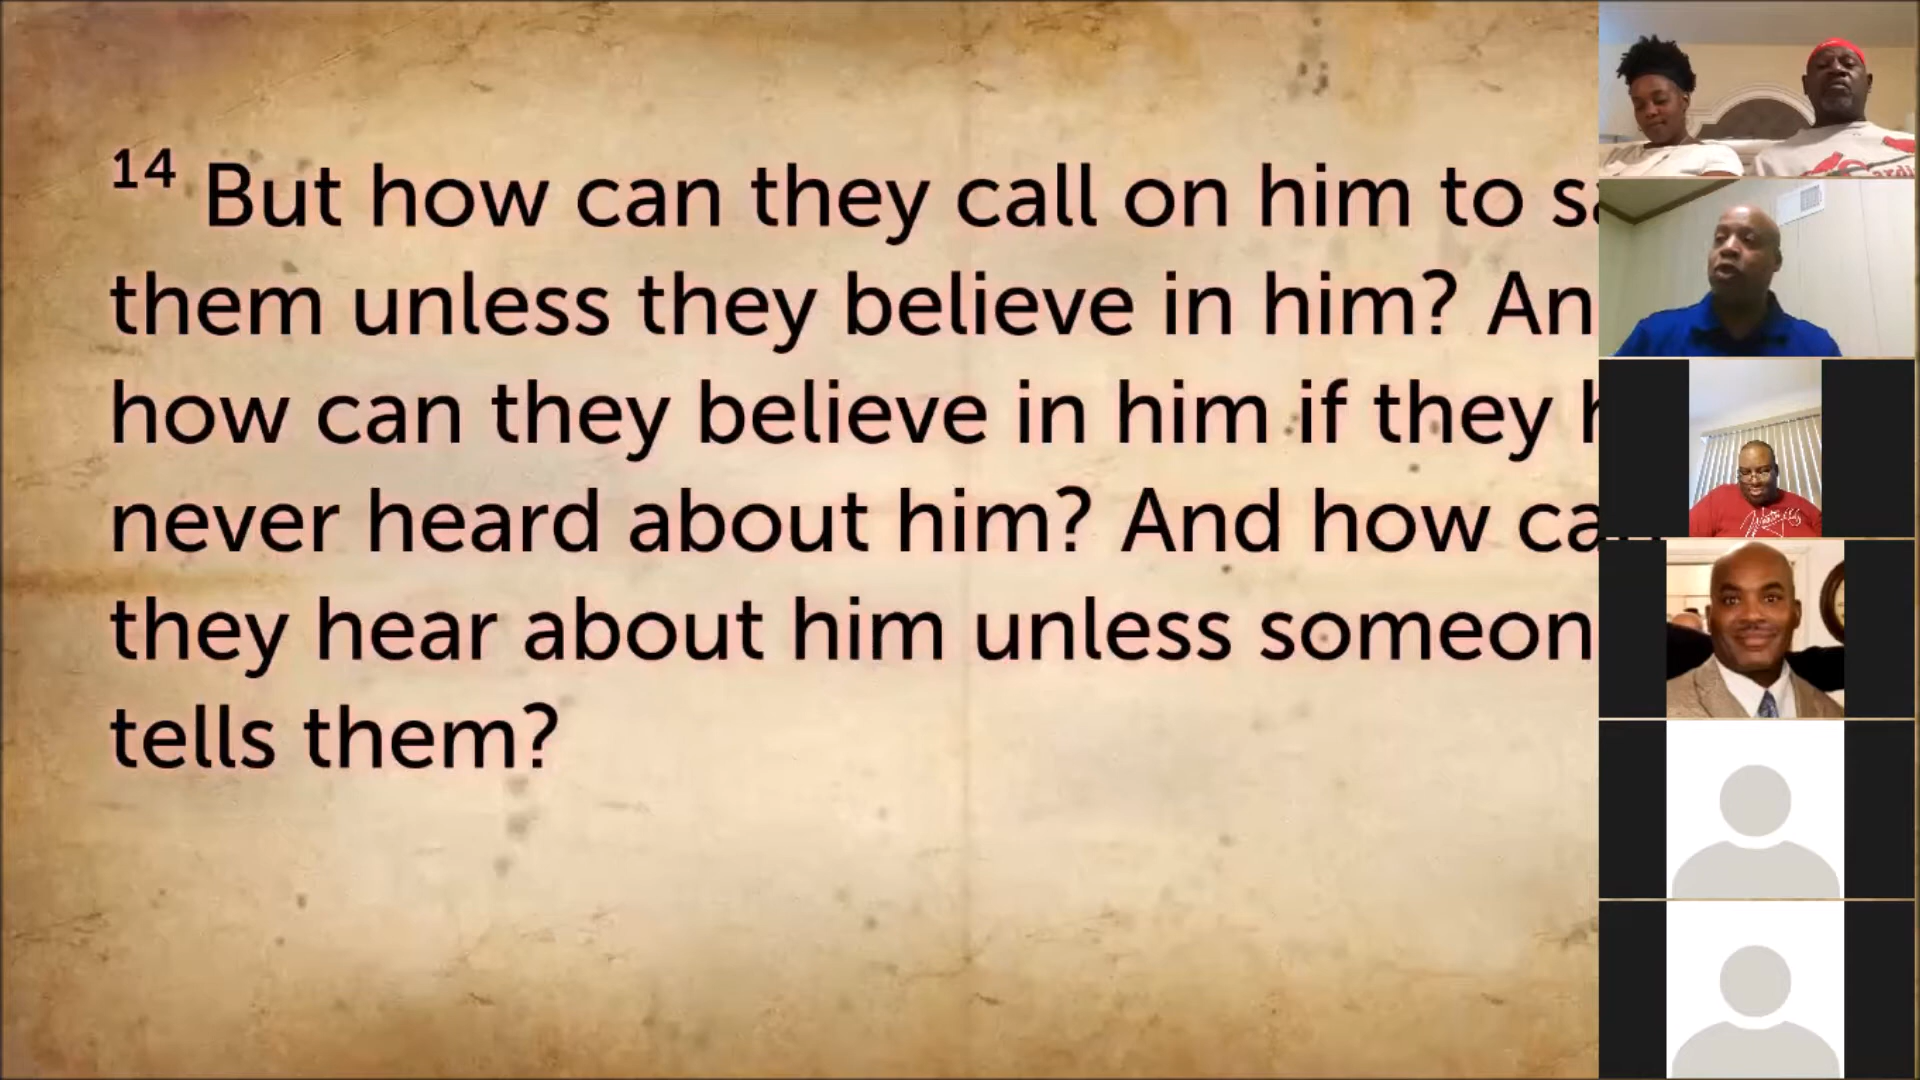 14 But how can they call on him to
them unless they believe in him? An
how can they believe in him if they
never heard about him? And how ca
they hear about him unless someon
tells them?